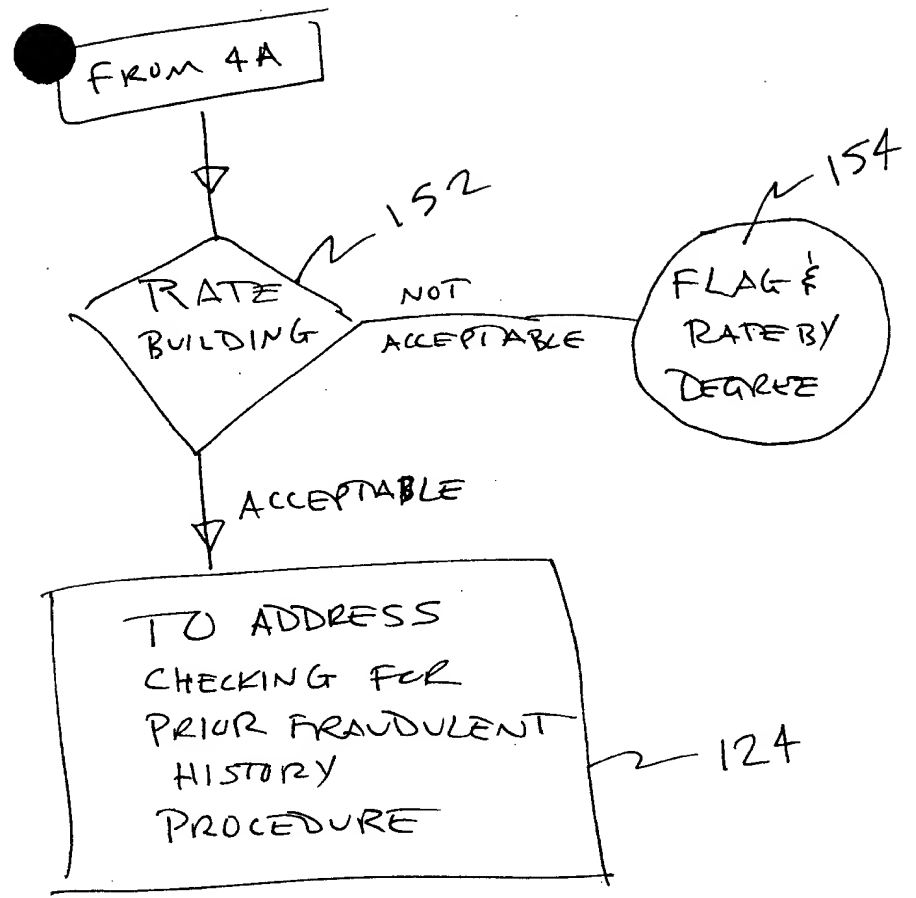 FROM 4A
152
154
RATE
BUILDING
NOT
ACCEPTABLE
FLAG &
RATE BY
DEGREE
ACCEPTABLE
TO ADDRESS
CHECKING FOR
PRIOR FRAUDULENT
HISTORY
PROCEDURE
124